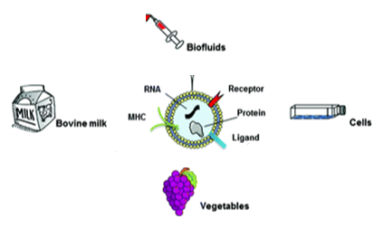 Biofluids
RNA
Receptor
MILK
Bovine milk
MHC
Protein
Ligand
Cells
Vegetables